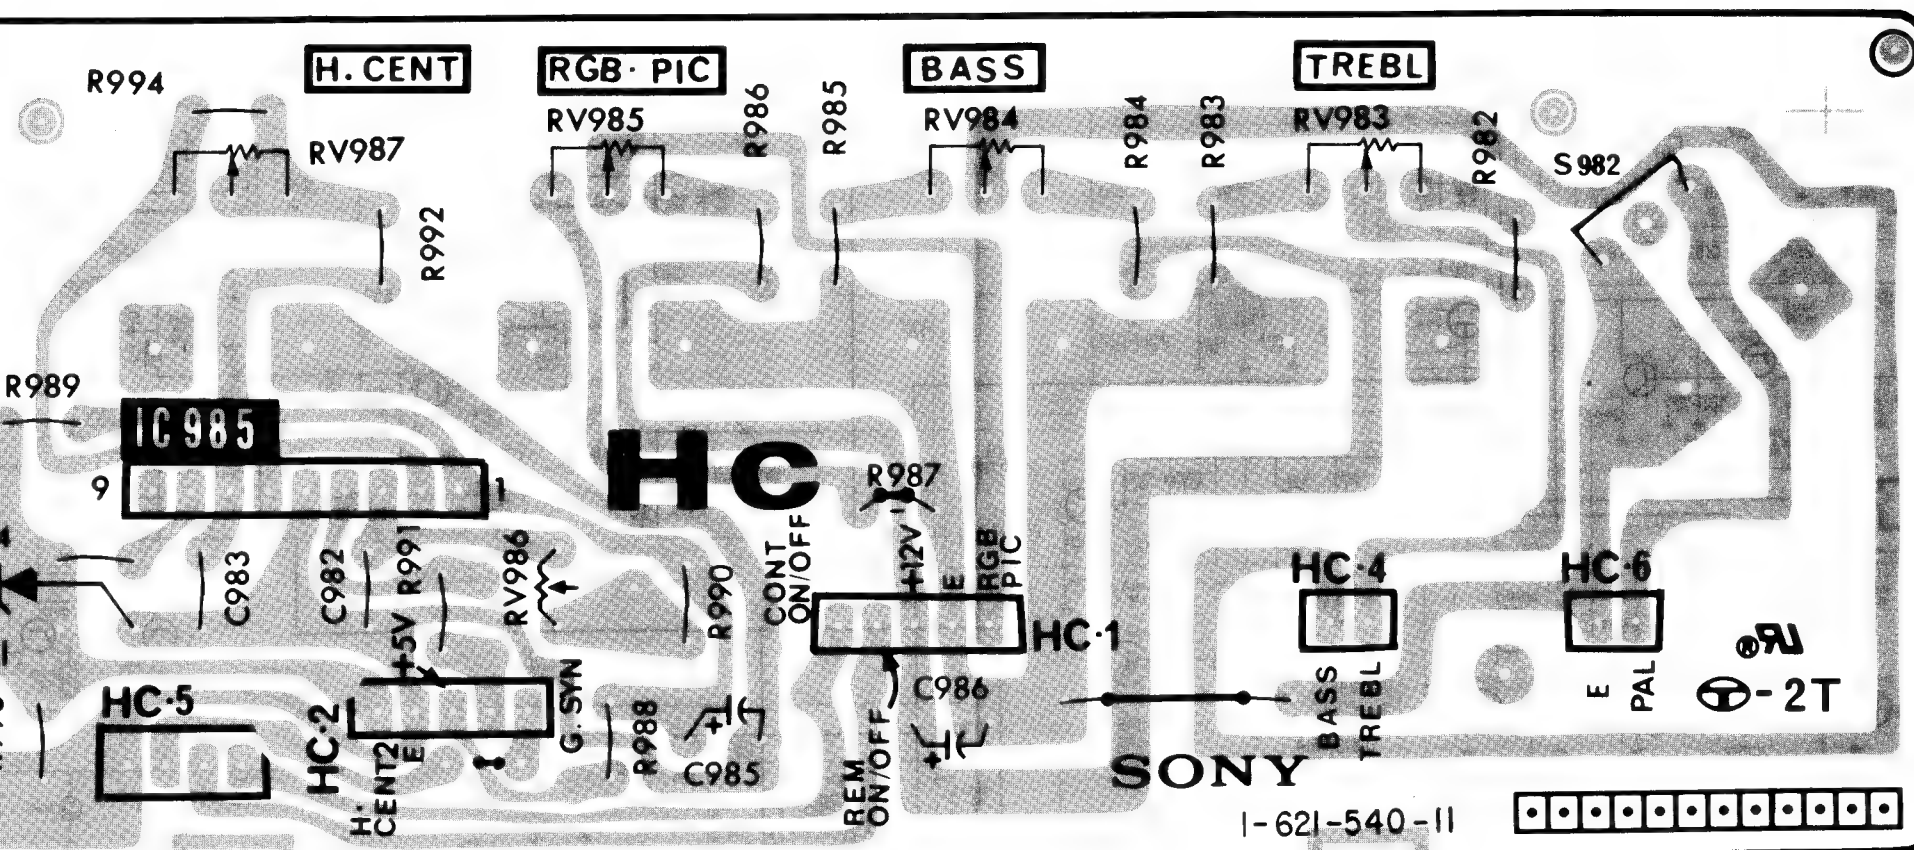 H. CENT
RGB· PIC
BASS
TREBL
R994
RV987
RV985
R986
R985
RV984
R984
R983
RV983
R982
S982
R992
R989
IC985
9
1
HC
R987
C983
C982
R991
RV986
R990
CONT
ON/OFF
+12V
E
RGB
PIC
HC·1
HC·4
HC·6
+5V
HC·5
HC·2
H·
CENT2
E
G. SYN
R988
C985
REM
ON/OFF
C986
BASS
TREBL
E
PAL
-2T
SONY
1-621-540-11